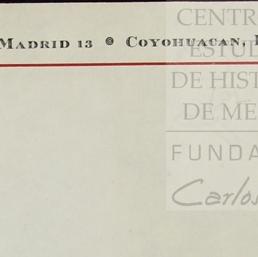 CENTR
ESTUD
DE HIST
DE ME
FUNDA
Carlos
MADRID 13 ⊚ COYOHUACAN,